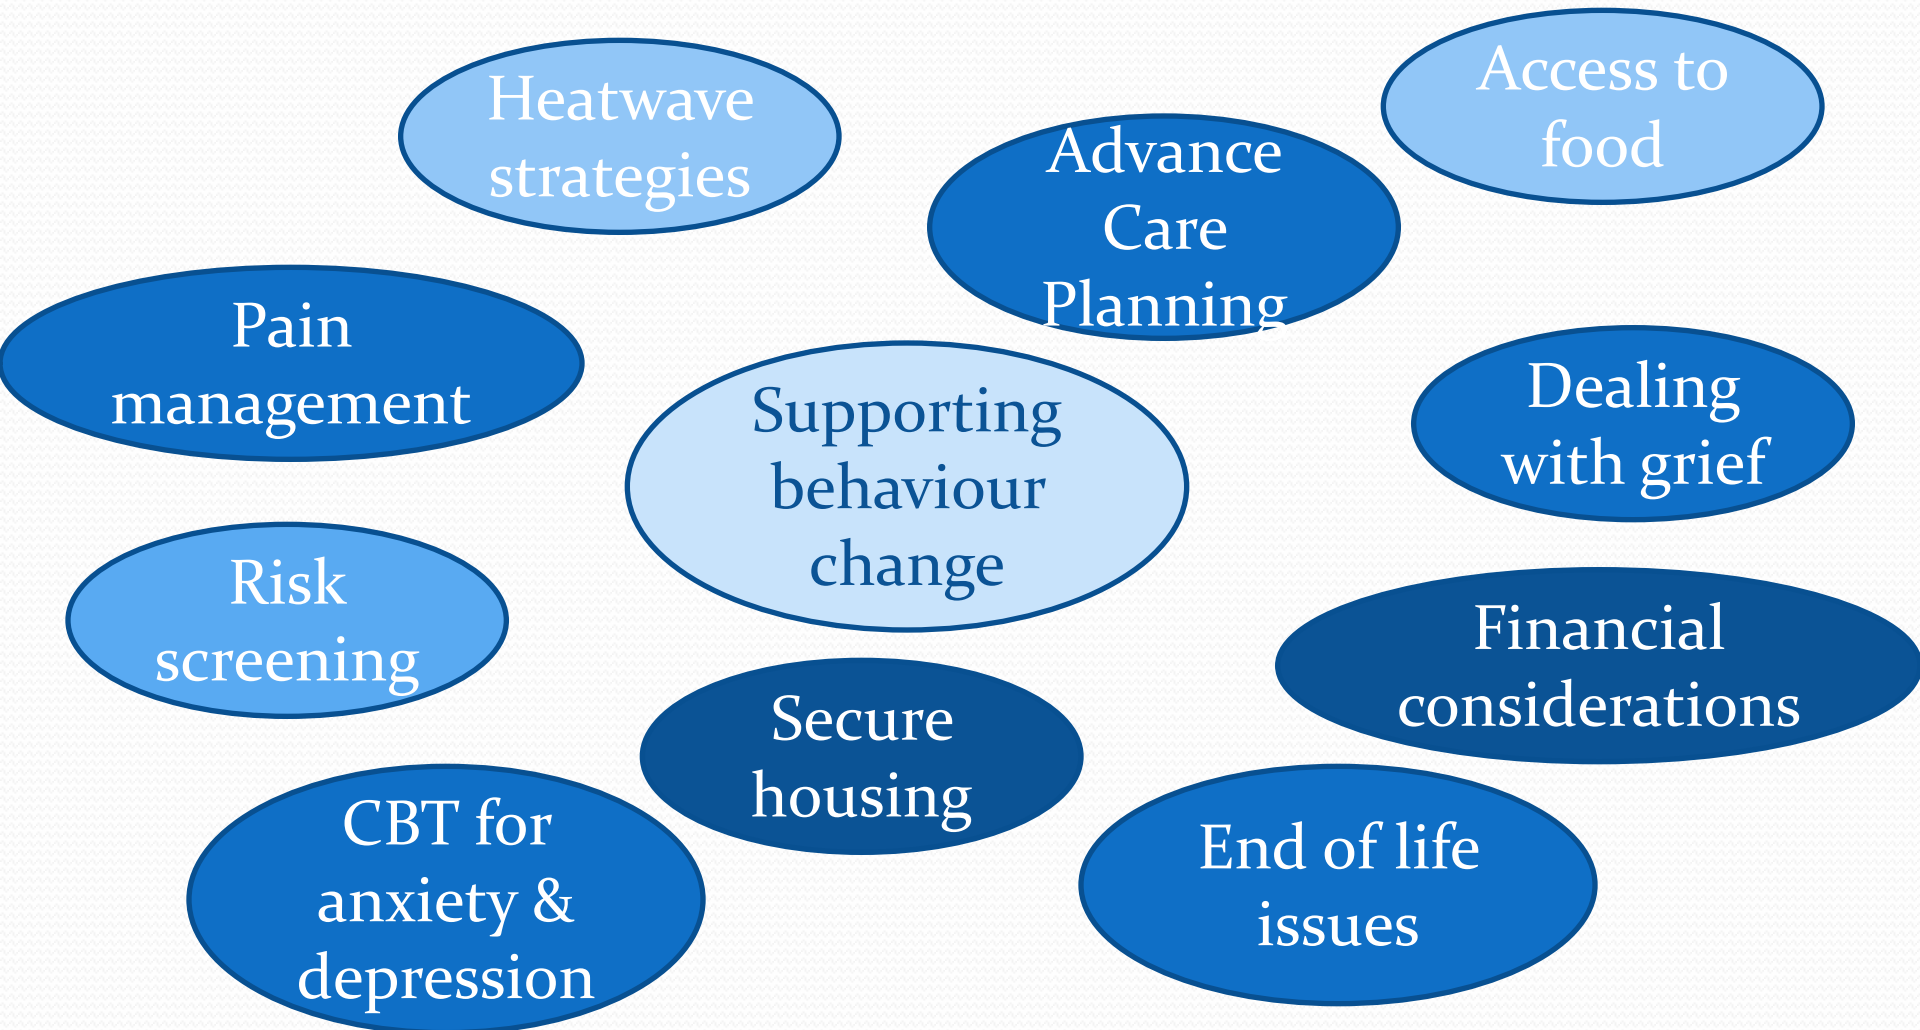 Heatwave
strategies
Access to
food
Advance
Care
Planning
Pain
management
Supporting
behaviour
change
Dealing
with grief
Risk
screening
Financial
considerations
Secure
housing
CBT for
anxiety &
depression
End of life
issues